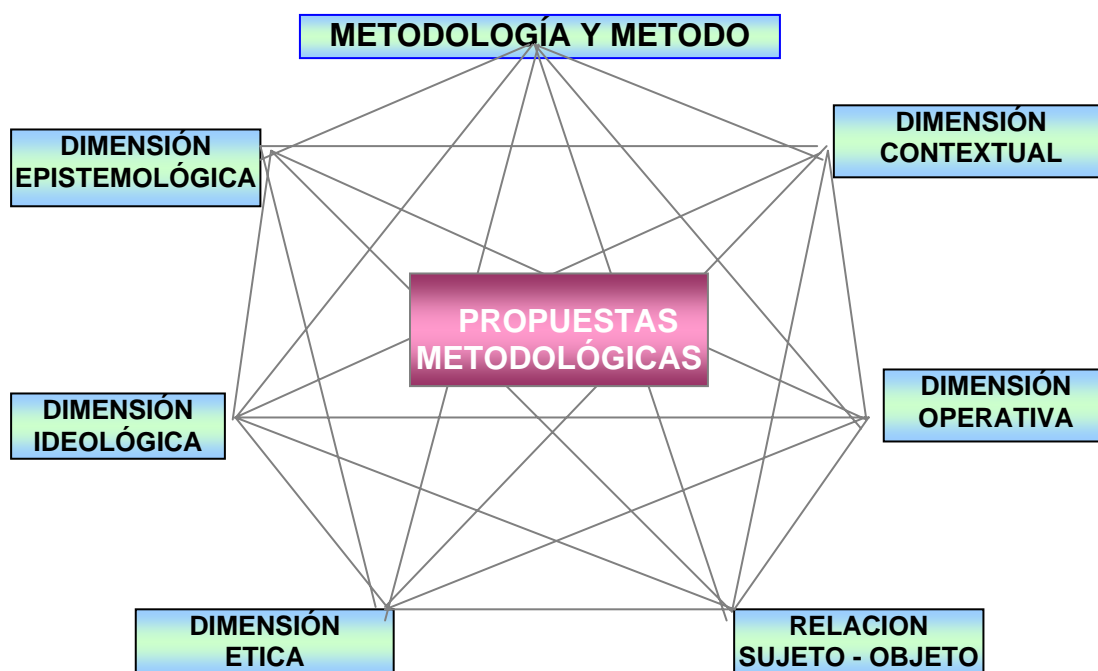 METODOLOGÍA Y METODO
DIMENSIÓN
EPISTEMOLÓGICA
DIMENSIÓN
CONTEXTUAL
PROPUESTAS
METODOLÓGICAS
DIMENSIÓN
IDEOLÓGICA
DIMENSIÓN
OPERATIVA
DIMENSIÓN
ETICA
RELACION
SUJETO - OBJETO